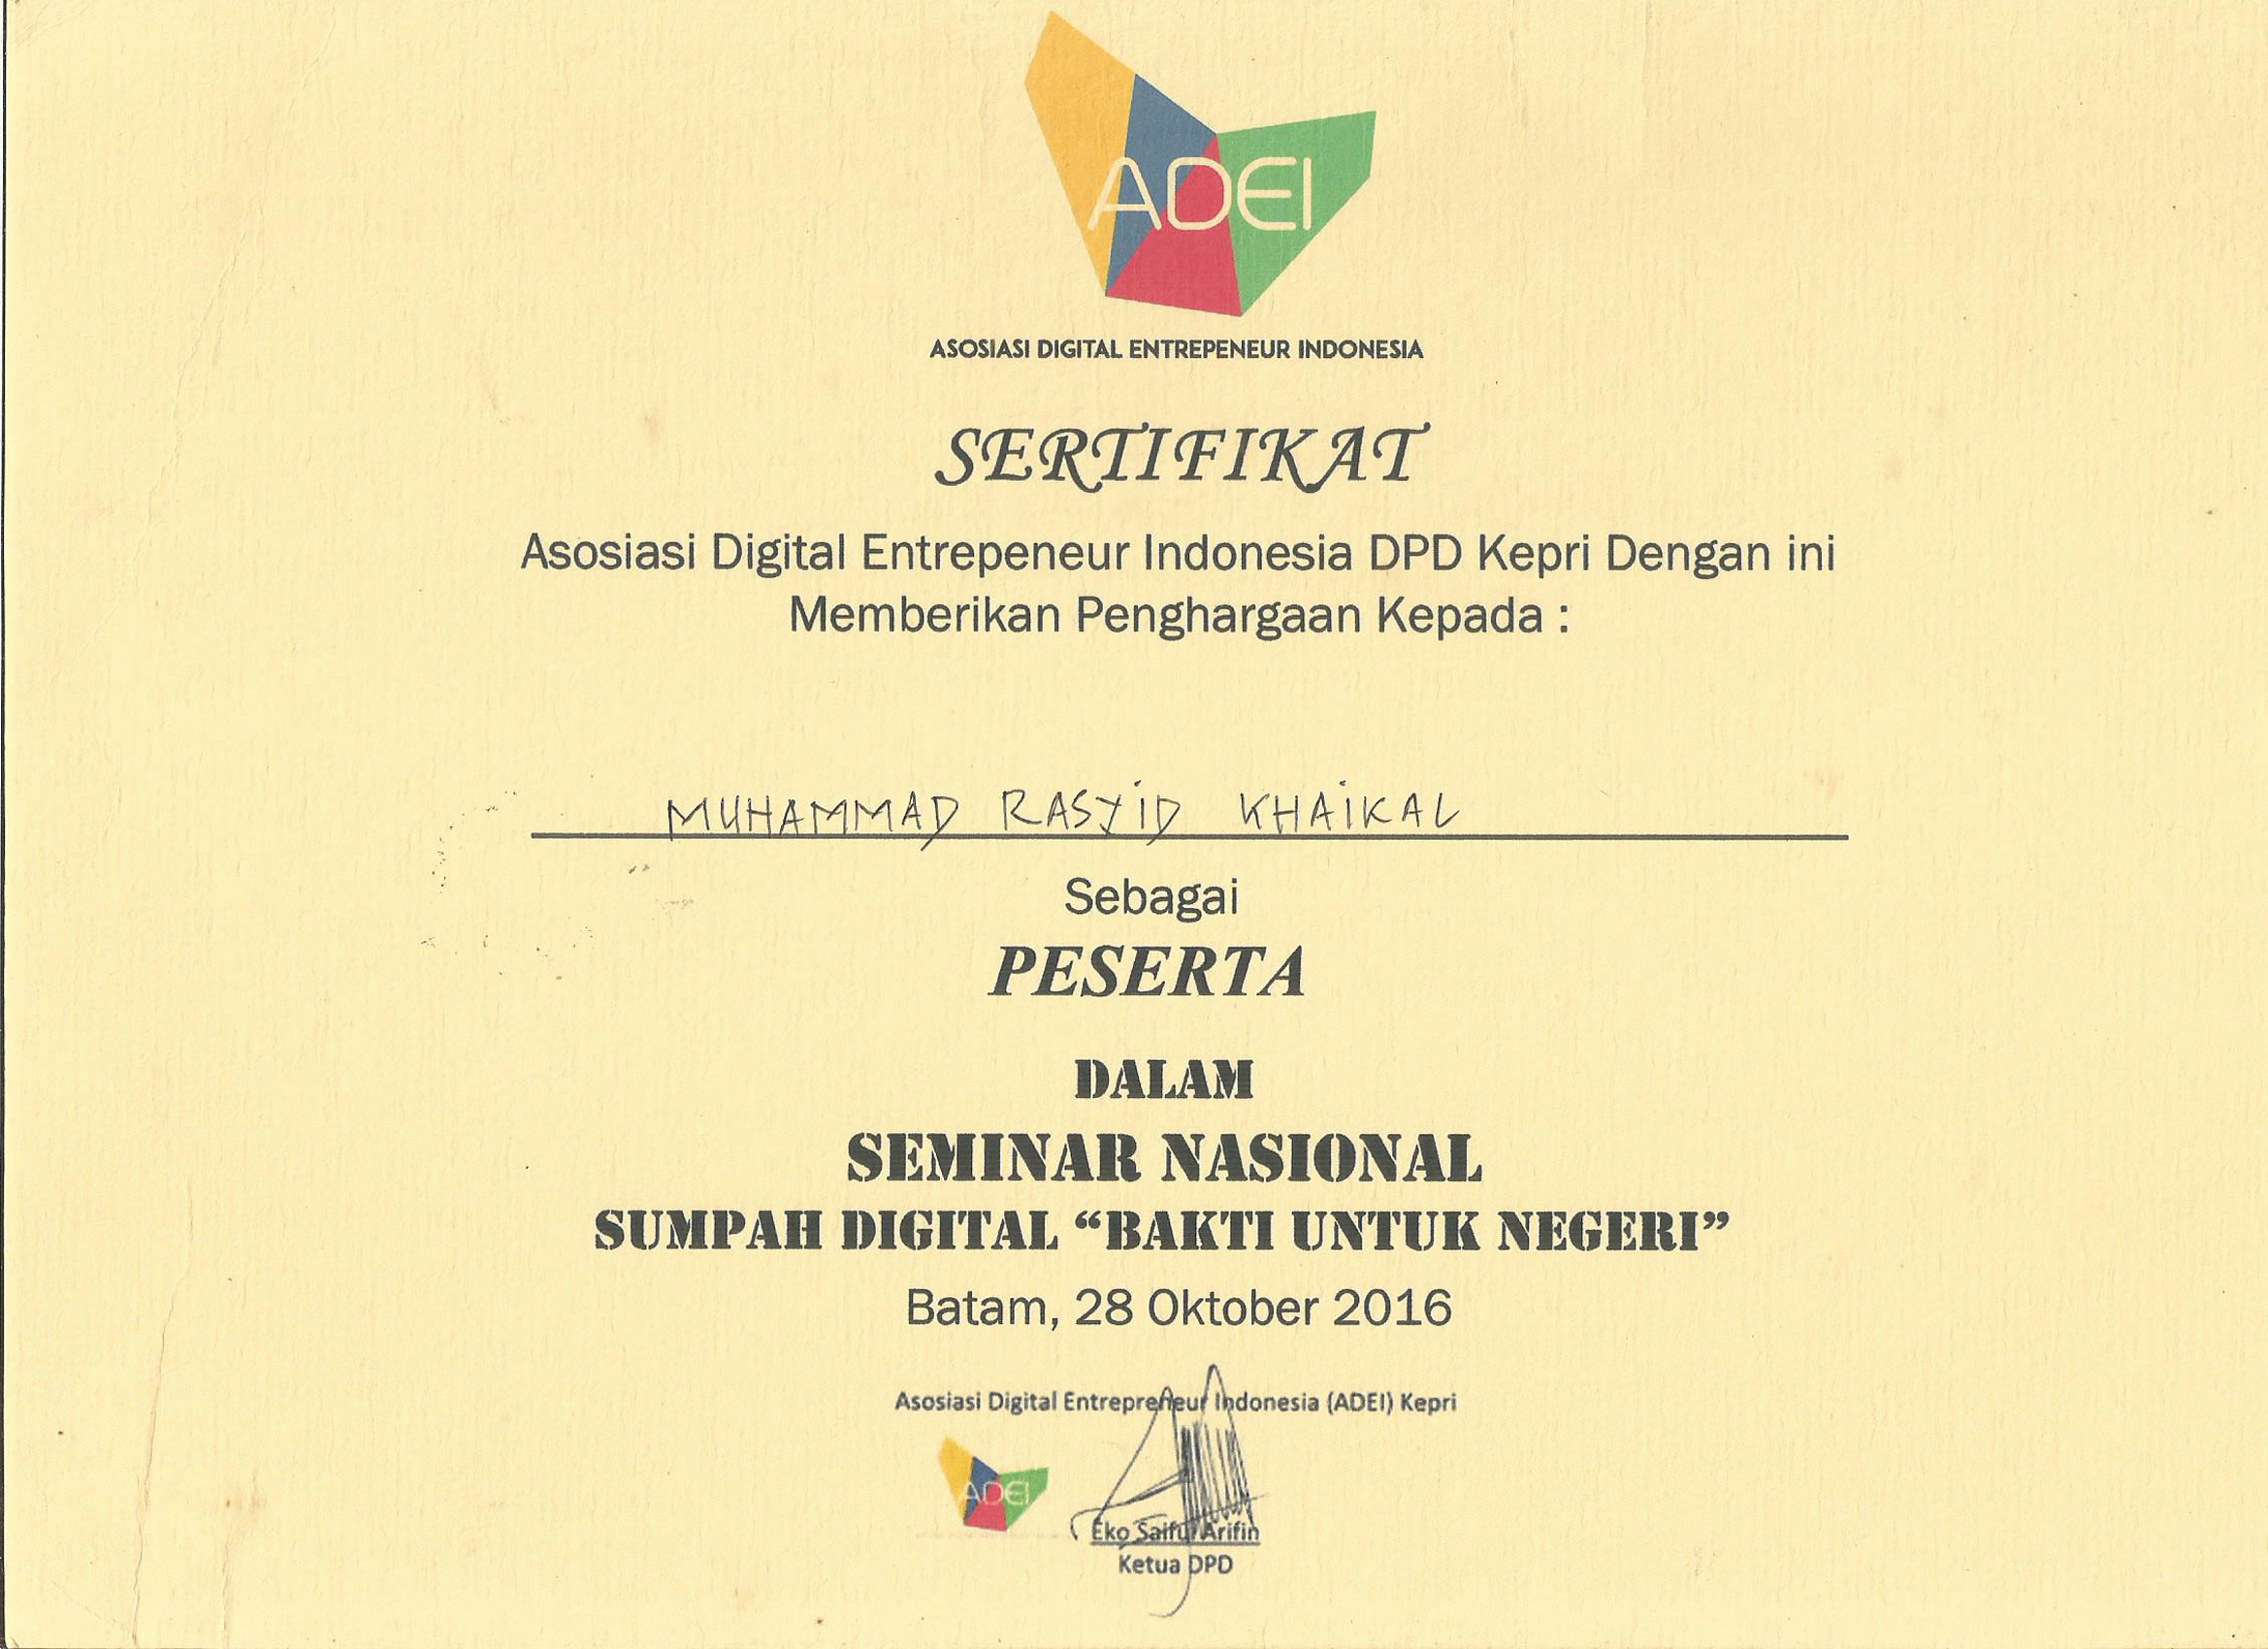 ADEI
ASOSIASI DIGITAL ENTREPENEUR INDONESIA
SERTIFIKAT
Asosiasi Digital Entrepeneur Indonesia DPD Kepri Dengan ini
Memberikan Penghargaan Kepada :
MUHAMMAD RASYID KHAIKAL
Sebagai
PESERTA
DALAM
SEMINAR NASIONAL
SUMPAH DIGITAL “BAKTI UNTUK NEGERI”
Batam, 28 Oktober 2016
Asosiasi Digital Entrepreneur Indonesia (ADEI) Kepri
ADEI
Eko Saiful Arifin
Ketua DPD